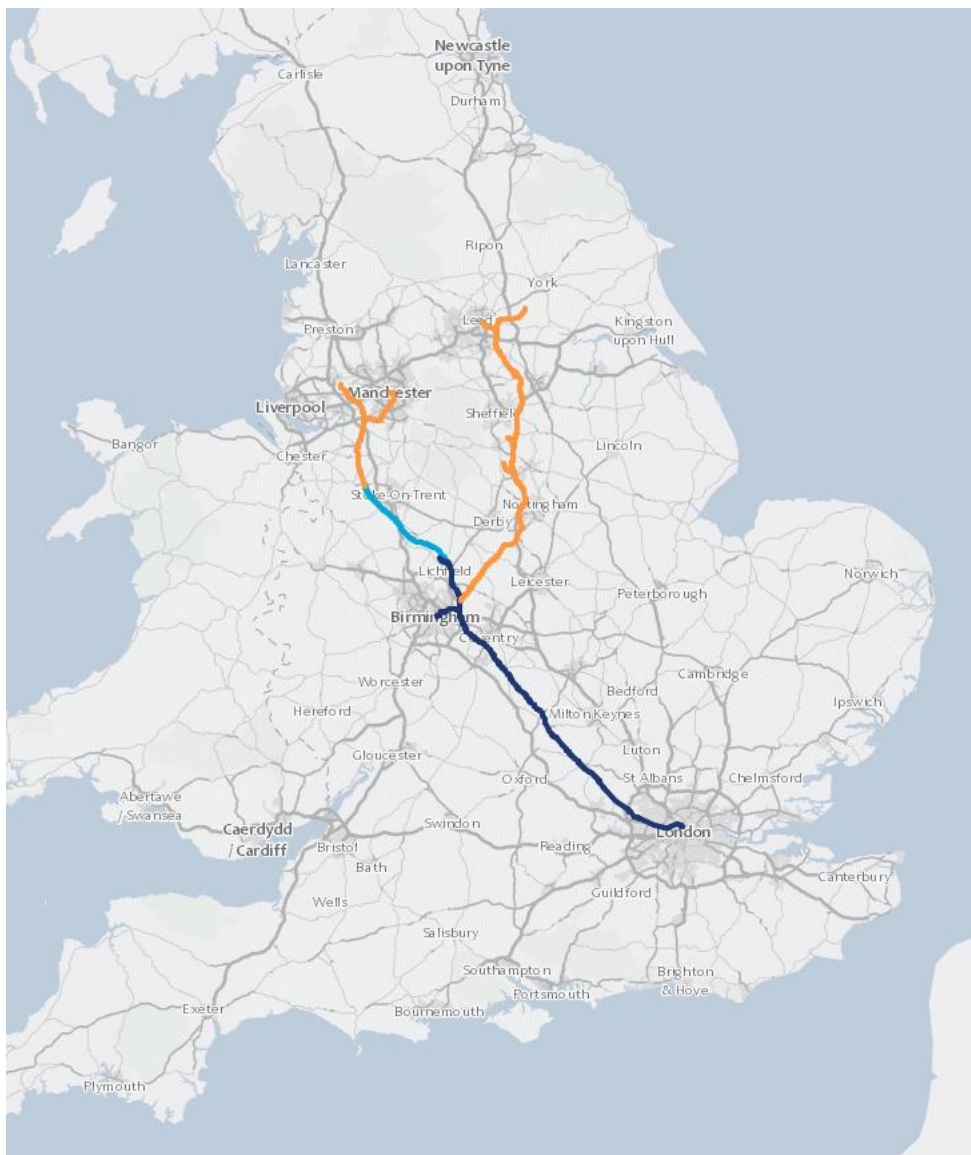 Newcastle
upon Tyne
Carlisle
Durham
Ripon
Lancaster
York
Preston
Leed
Kingston
upon Hull
Manchester
Liverpool
Sheffield
Bangor
Chester
Lincoln
Stoke-On-Trent
Nottingham
Derby
Lichfield
Leicester
Norwich
Peterborough
Birmingham
Coventry
Cambridge
Worcester
Bedford
Hereford
Milton Keynes
Ipswich
Gloucester
Luton
Oxford
St Albans
Chelmsford
Abertawe
/ Swansea
Swindon
Caerdydd
/ Cardiff
London
Bristol
Reading
Bath
Canterbury
Guildford
Wells
Salisbury
Southampton
Brighton
& Hove
Portsmouth
Exeter
Bournemouth
Plymouth